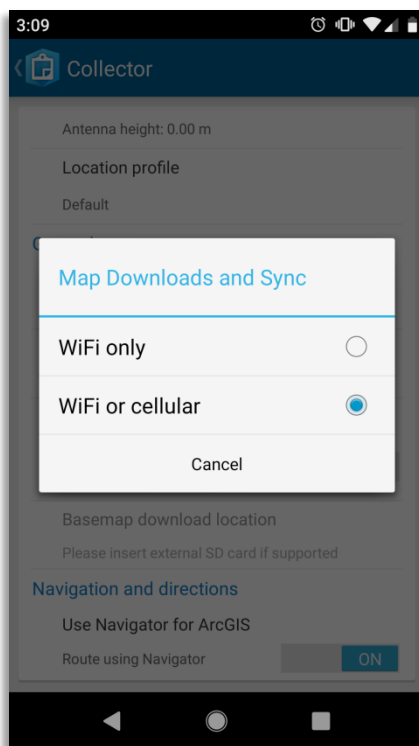 3:09
Collector
Antenna height: 0.00 m
Location profile
Default
Map Downloads and Sync
WiFi only
WiFi or cellular
Cancel
Basemap download location
Please insert external SD card if supported
Navigation and directions
Use Navigator for ArcGIS
Route using Navigator
ON